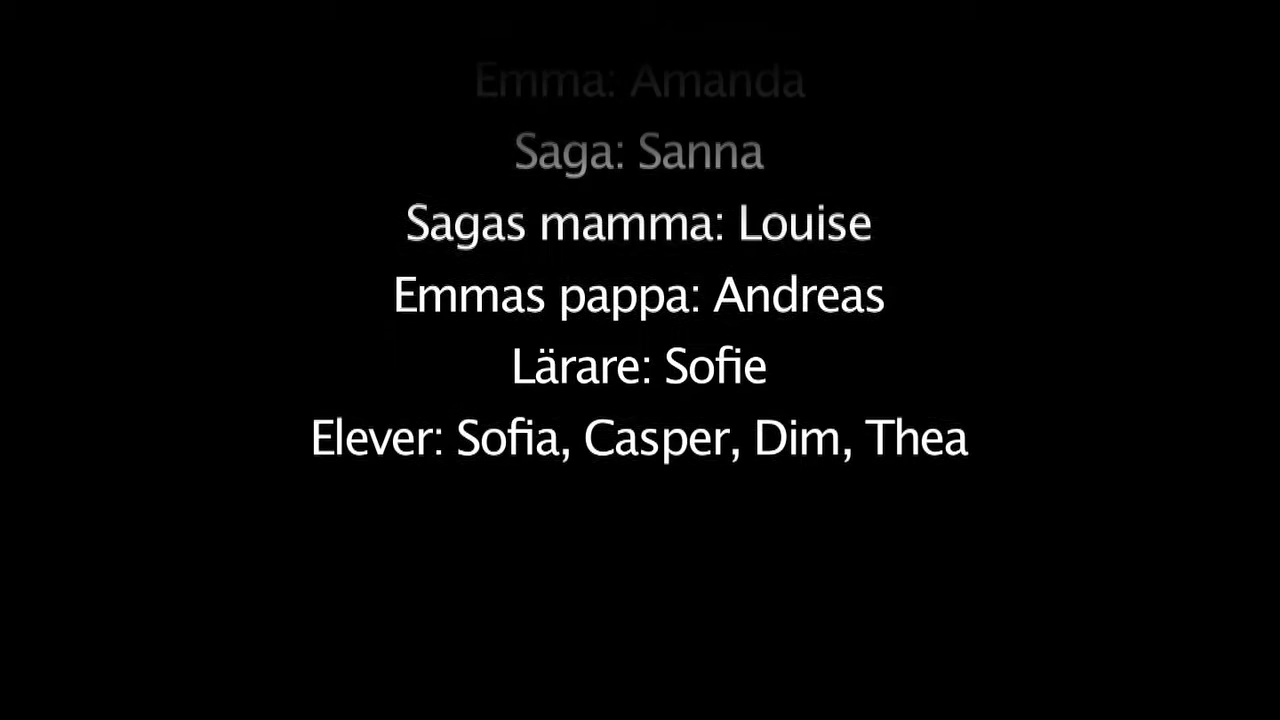 Emma: Amanda
Saga: Sanna
Sagas mamma: Louise
Emmas pappa: Andreas
Lärare: Sofie
Elever: Sofia, Casper, Dim, Thea